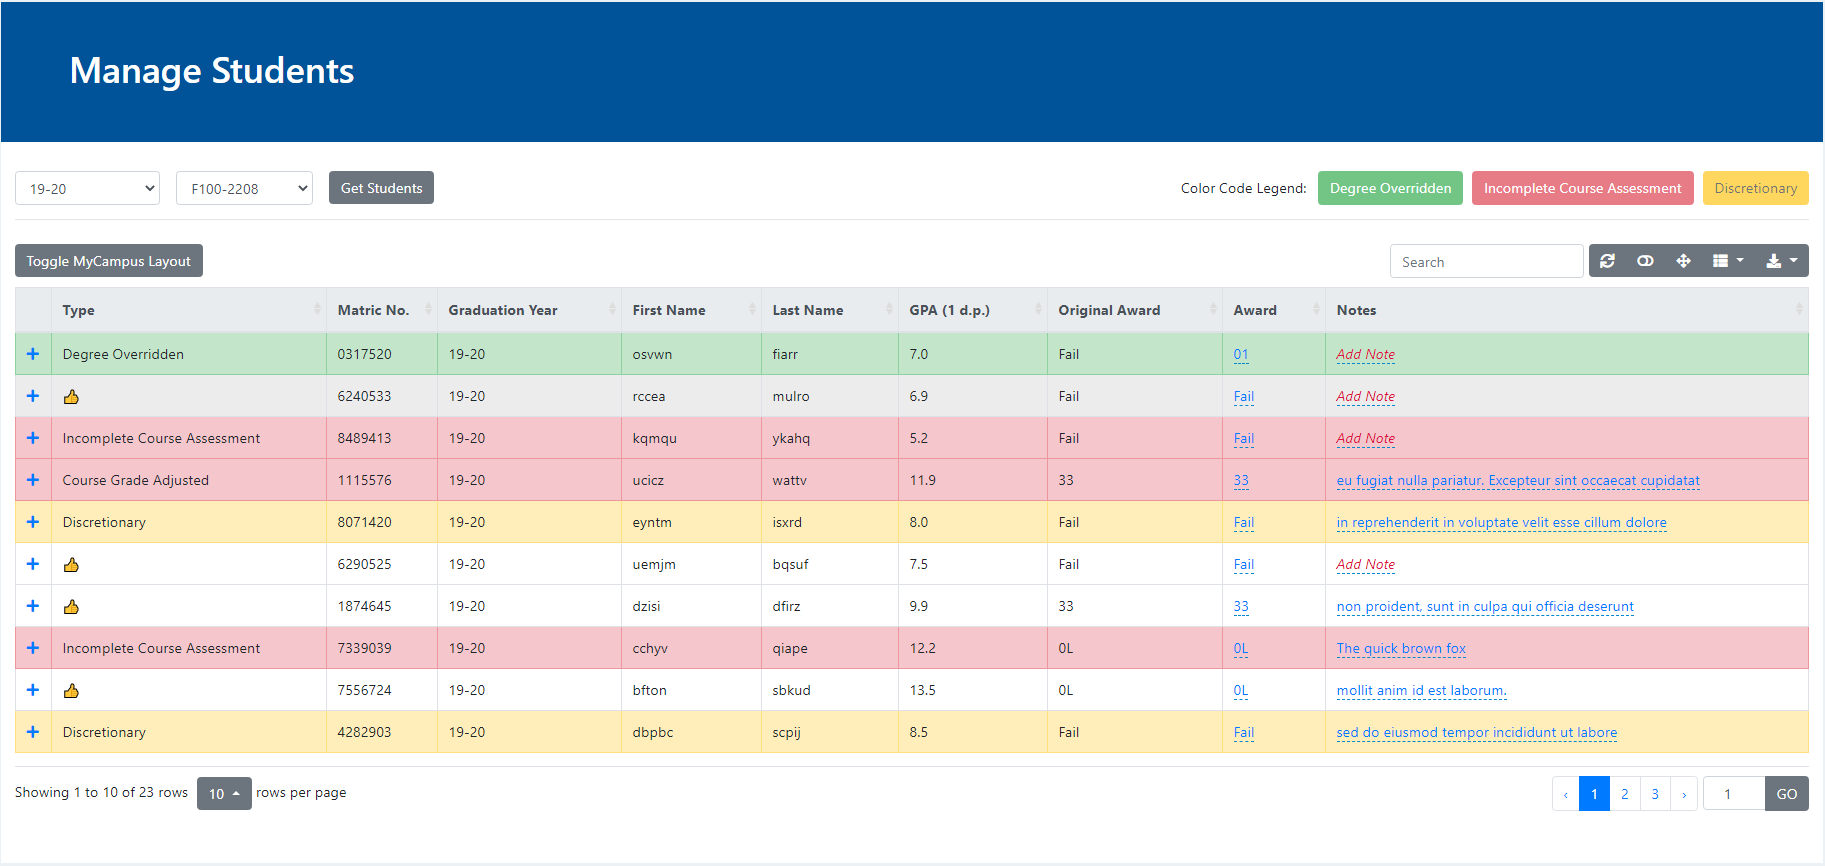 Manage Students
19-20 F100-2208 Get Students Color Code Legend: Degree Overridden Incomplete Course Assessment Discretionary
Toggle MyCampus Layout Search
Type Matric No. Graduation Year First Name Last Name GPA (1 d.p.) Original Award Award Notes
Degree Overridden 0317520 19-20 osvwn fiarr 7.0 Fail 01 Add Note
6240533 19-20 rccea mulro 6.9 Fail Fail Add Note
Incomplete Course Assessment 8489413 19-20 kqmqu ykahq 5.2 Fail Fail Add Note
Course Grade Adjusted 1115576 19-20 ucicz wattv 11.9 33 33 eu fugiat nulla pariatur. Excepteur sint occaecat cupidatat
Discretionary 8071420 19-20 eyntm isxrd 8.0 Fail Fail in reprehenderit in voluptate velit esse cillum dolore
6290525 19-20 uemjm bqsuf 7.5 Fail Fail Add Note
1874645 19-20 dzisi dfirz 9.9 33 33 non proident, sunt in culpa qui officia deserunt
Incomplete Course Assessment 7339039 19-20 cchyv qiape 12.2 0L 0L The quick brown fox
7556724 19-20 bfton sbkud 13.5 0L 0L mollit anim id est laborum.
Discretionary 4282903 19-20 dbpbc scpij 8.5 Fail Fail sed do eiusmod tempor incididunt ut labore
Showing 1 to 10 of 23 rows 10 rows per page ‹ 1 2 3 › 1 GO